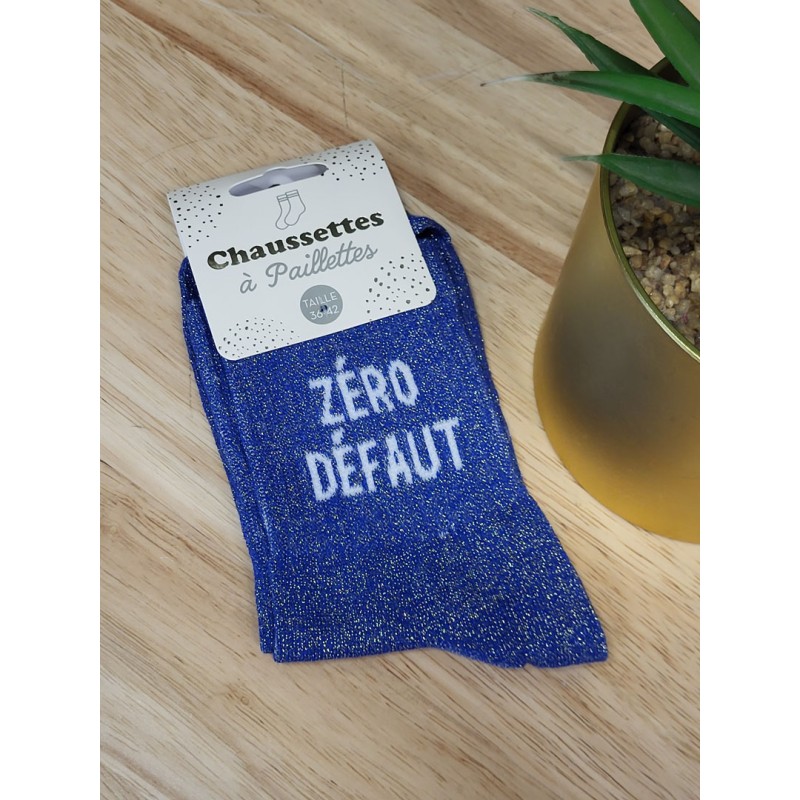 Chaussettes
à Paillettes
TAILLE
36-42
ZÉRO
DÉFAUT